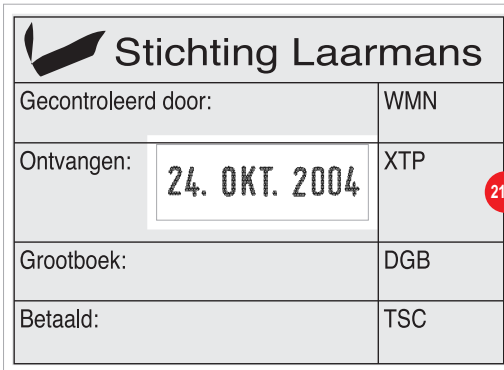 Stichting Laarmans
Gecontroleerd door: WMN
Ontvangen: 24. OKT. 2004 XTP
21
Grootboek: DGB
Betaald: TSC